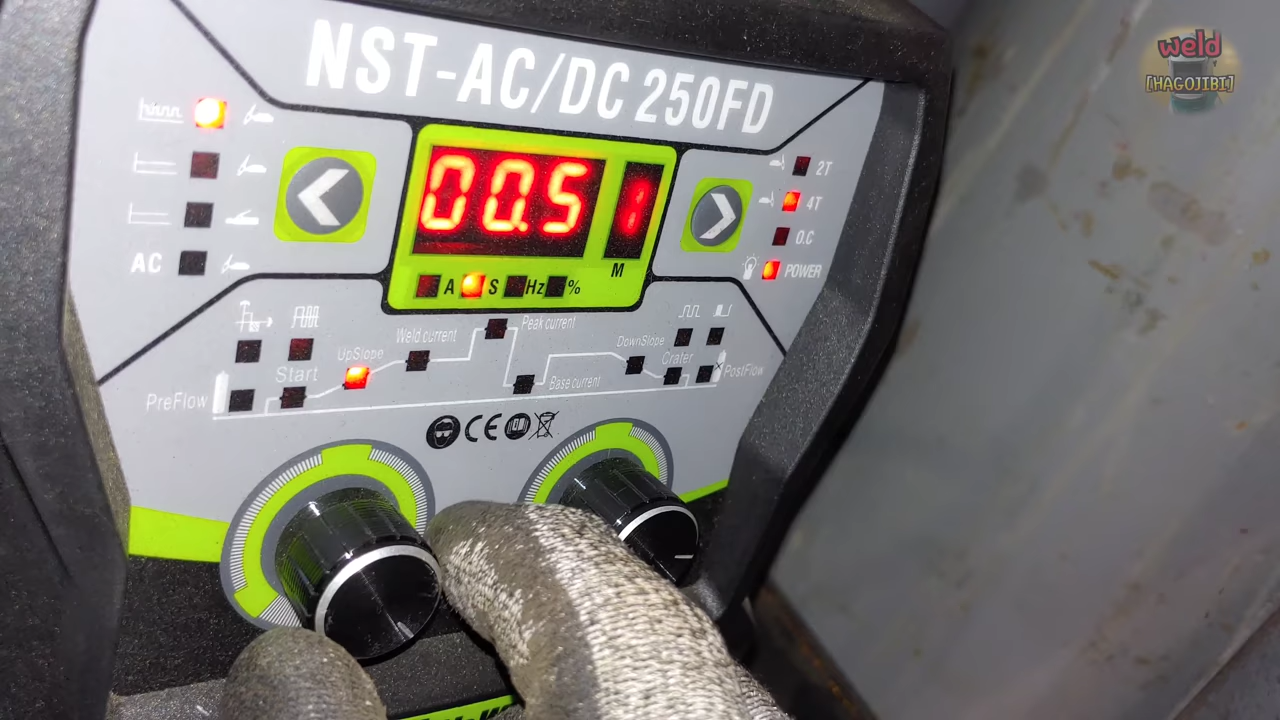 weld
[HAGOJIBI]
NST-AC/DC 250FD
00.5 1
AC
A S Hz %
M
2T
4T
O.C
POWER
PreFlow
Start
UpSlope
Weld current
Peak current
Base current
DownSlope
Crater
PostFlow
CE